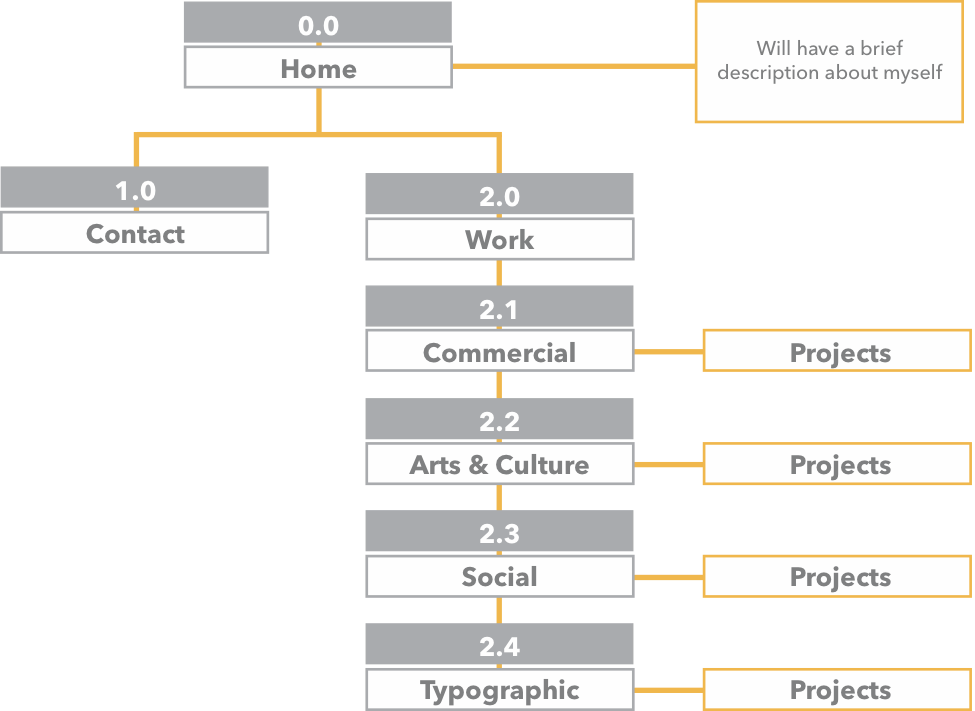 0.0
Home
Will have a brief
description about myself
1.0
Contact
2.0
Work
2.1
Commercial
Projects
2.2
Arts & Culture
Projects
2.3
Social
Projects
2.4
Typographic
Projects